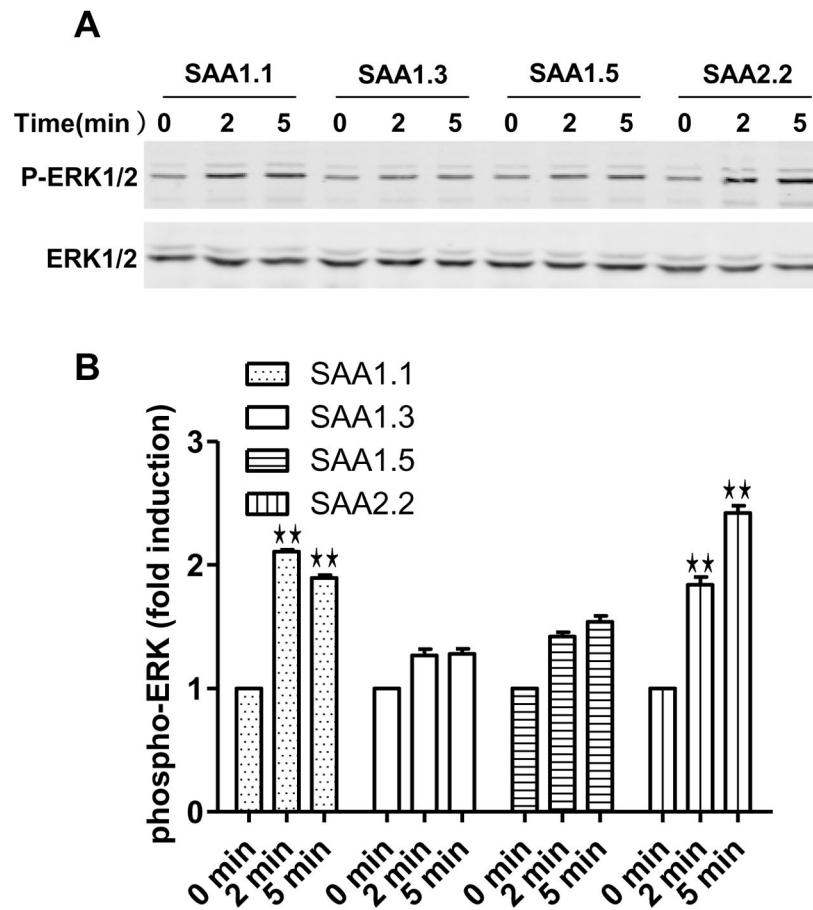 A
SAA1.1 SAA1.3 SAA1.5 SAA2.2
Time(min) 0 2 5 0 2 5 0 2 5 0 2 5
P-ERK1/2
ERK1/2
B
SAA1.1
SAA1.3
SAA1.5
SAA2.2
phospho-ERK (fold induction)
3
2
1
0
★★ ★★ ★★ ★★
0 min 2 min 5 min 0 min 2 min 5 min 0 min 2 min 5 min 0 min 2 min 5 min